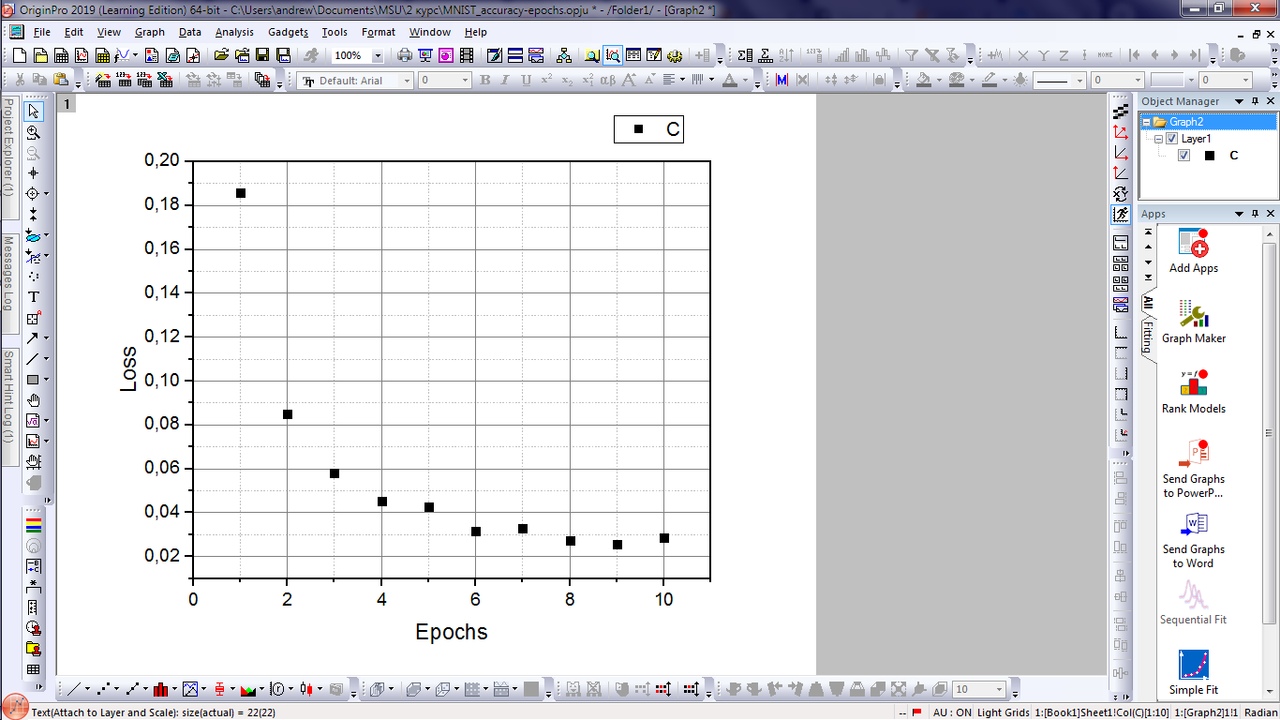 OriginPro 2019 (Learning Edition) 64-bit - C:\Users\andrew\Documents\MSU\2 курс\MNIST_accuracy-epochs.opju * - /Folder1/ - [Graph2 *]
File Edit View Graph Data Analysis Gadgets Tools Format Window Help
100%
Default: Arial 0 B I U αβ A A A 0 0
Project Explorer (1)
Messages Log
Smart Hint Log (1)
1
C
0,20
0,18
0,16
0,14
0,12
0,10
0,08
0,06
0,04
0,02
Loss
0 2 4 6 8 10
Epochs
Object Manager
Graph2
Layer1
C
Apps
All
Fitting
Add Apps
Graph Maker
Rank Models
Send Graphs
to PowerP...
Send Graphs
to Word
Sequential Fit
Simple Fit
10
Text(Attach to Layer and Scale): size(actual) = 22(22)
-- AU : ON Light Grids 1:[Book1]Sheet1!Col(C)[1:10] 1:[Graph2]1!1 Radian